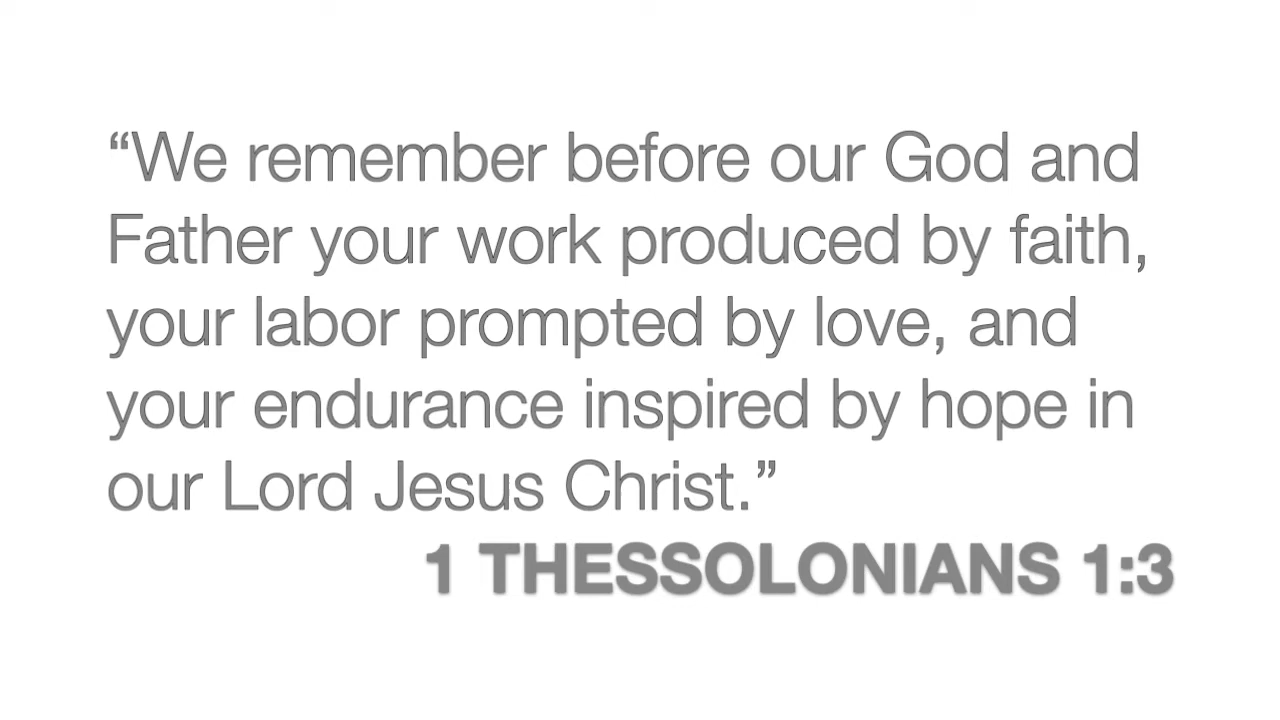 “We remember before our God and
Father your work produced by faith,
your labor prompted by love, and
your endurance inspired by hope in
our Lord Jesus Christ.”
1 THESSOLONIANS 1:3